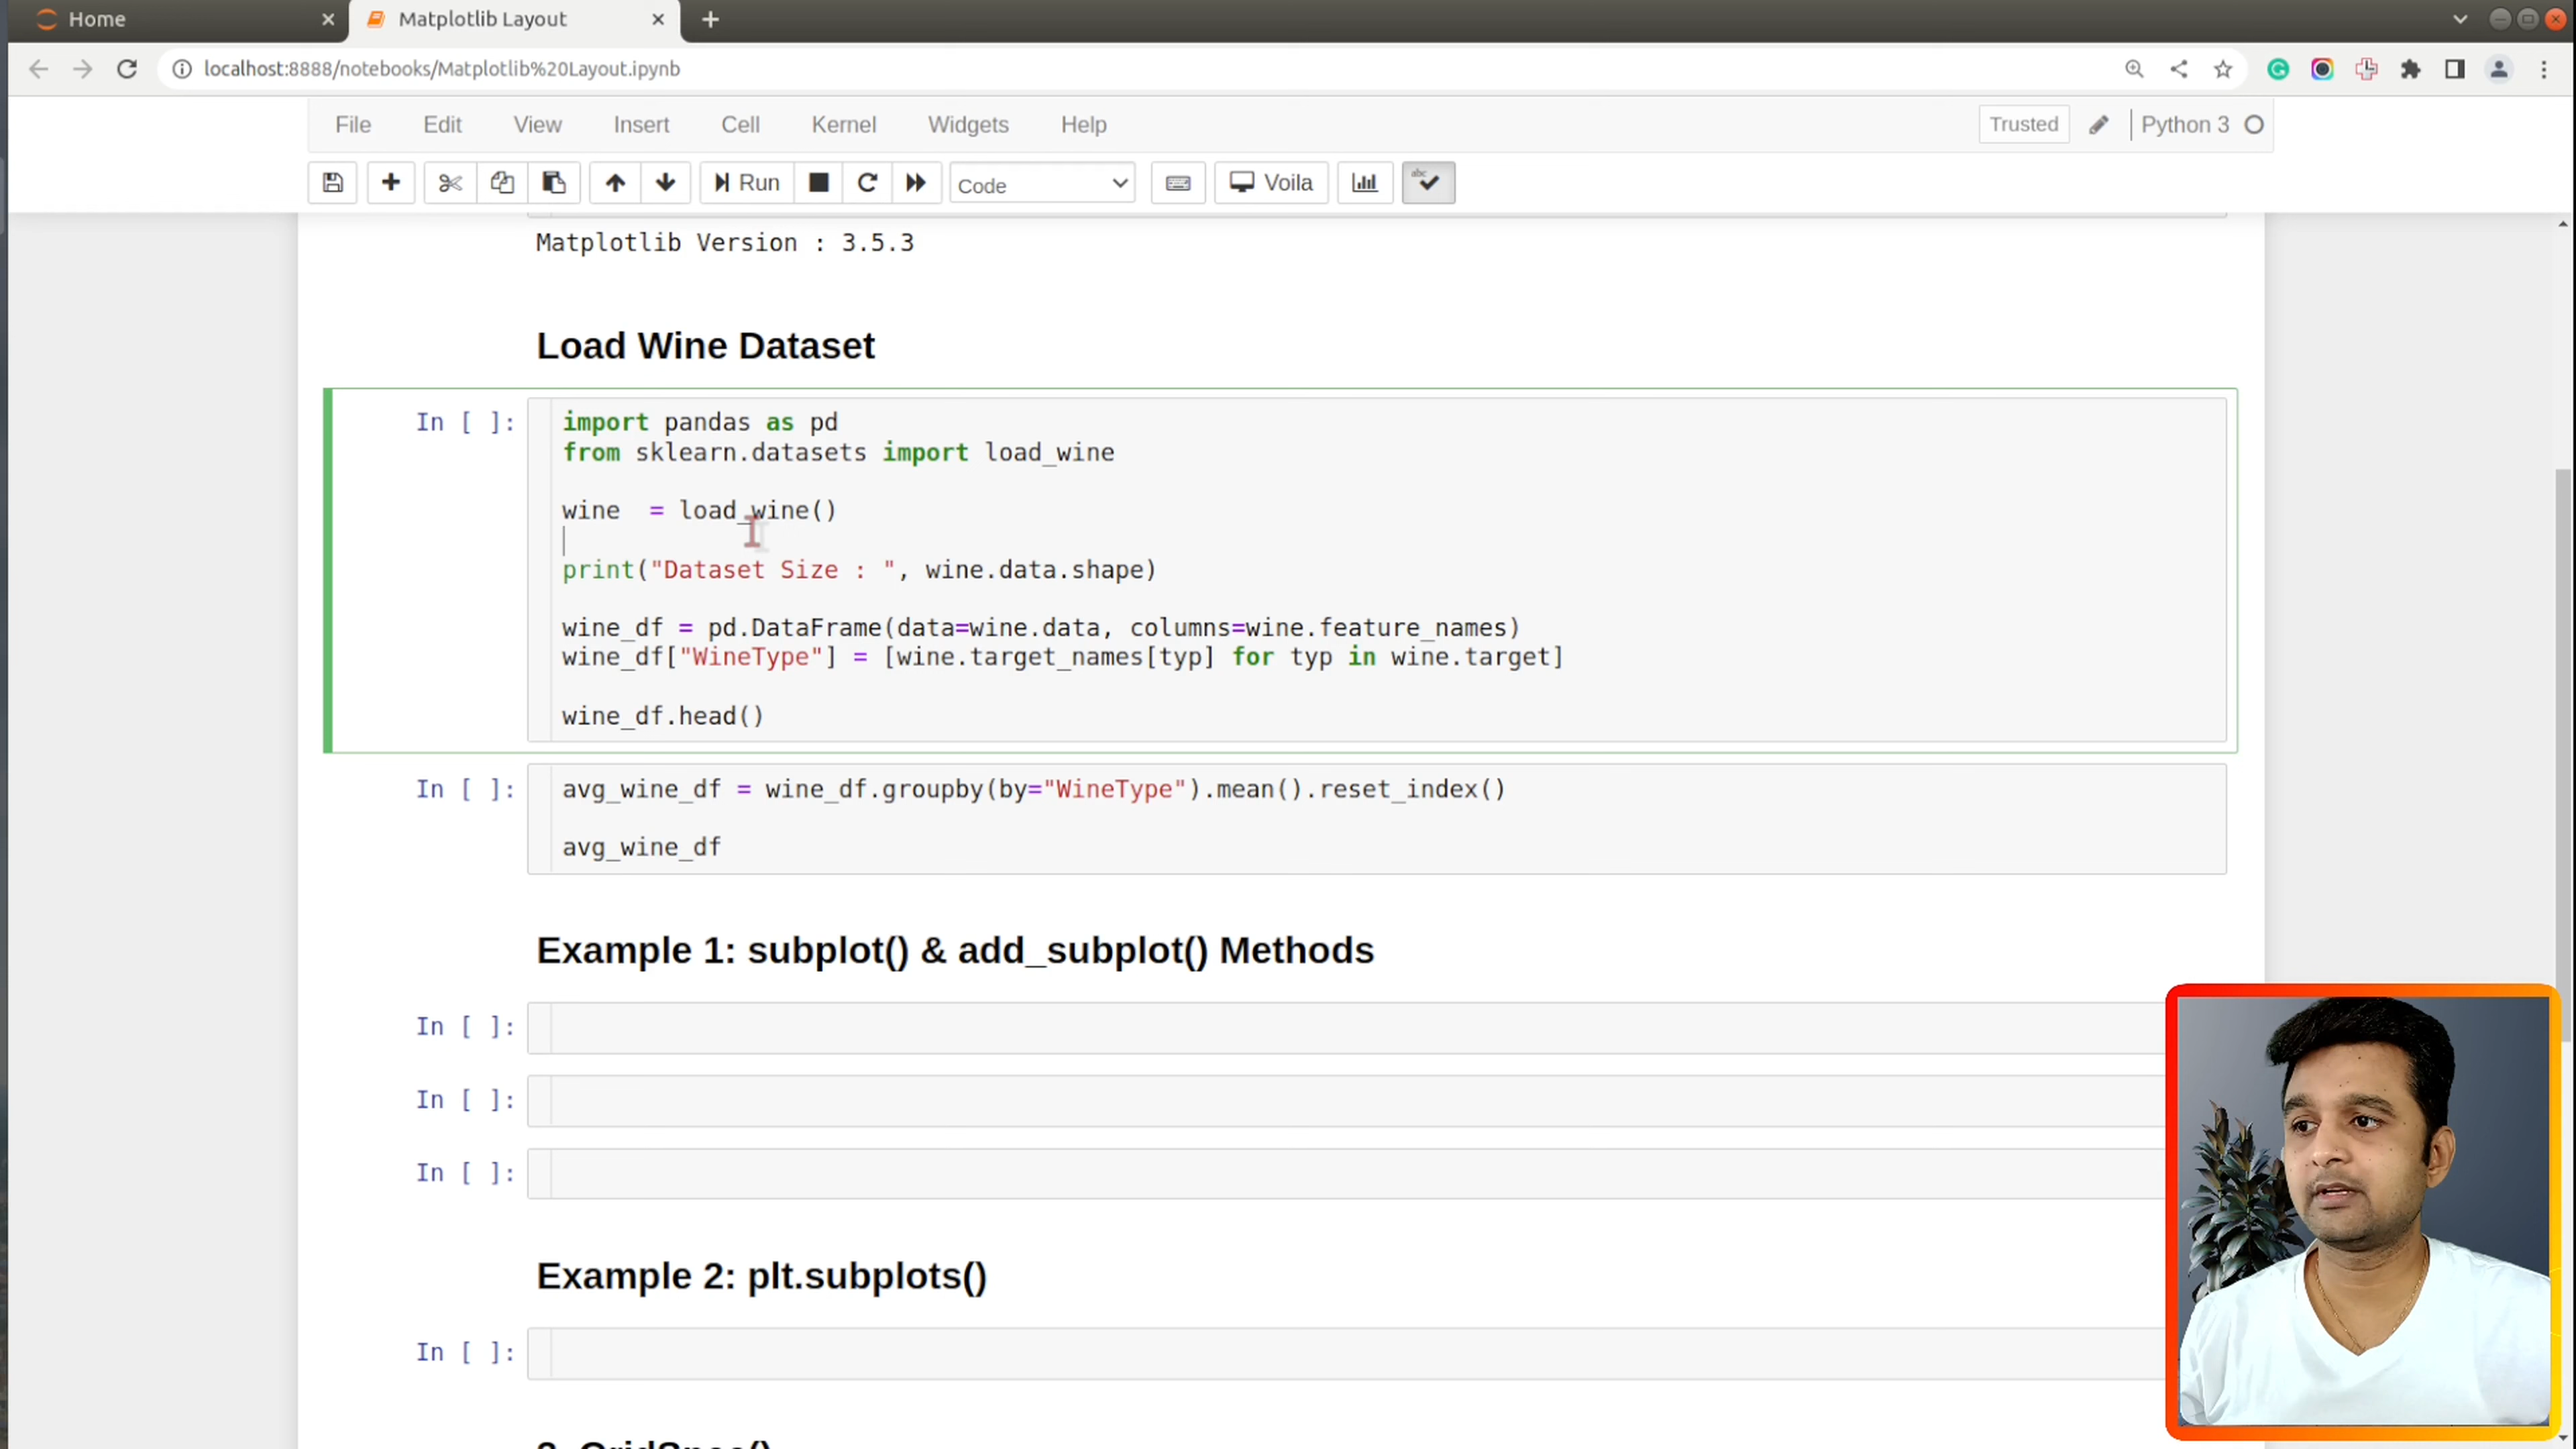 Home
Matplotlib Layout
localhost:8888/notebooks/Matplotlib%20Layout.ipynb
File Edit View Insert Cell Kernel Widgets Help Trusted Python 3
Run Code Voila abc
Matplotlib Version : 3.5.3
Load Wine Dataset
In [ ]:
import pandas as pd
from sklearn.datasets import load_wine
wine  = load_wine()
print("Dataset Size : ", wine.data.shape)
wine_df = pd.DataFrame(data=wine.data, columns=wine.feature_names)
wine_df["WineType"] = [wine.target_names[typ] for typ in wine.target]
wine_df.head()
In [ ]:
avg_wine_df = wine_df.groupby(by="WineType").mean().reset_index()
avg_wine_df
Example 1: subplot() & add_subplot() Methods
In [ ]:
In [ ]:
In [ ]:
Example 2: plt.subplots()
In [ ]: